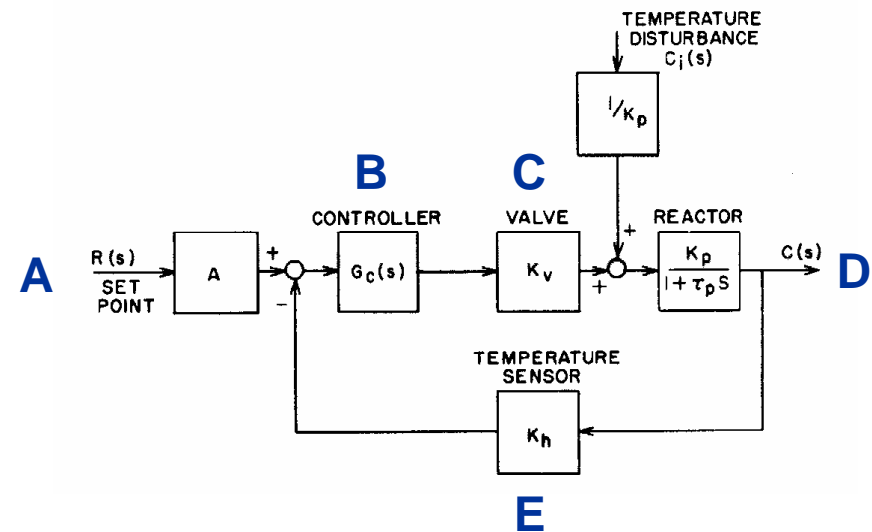 TEMPERATURE
DISTURBANCE
Ci(s)
1/Kp
B
C
CONTROLLER
VALVE
REACTOR
A
R(s)
SET
POINT
A
+
−
Gc(s)
Kv
+
+
Kp
1+τpS
C(s)
D
TEMPERATURE
SENSOR
Kh
E